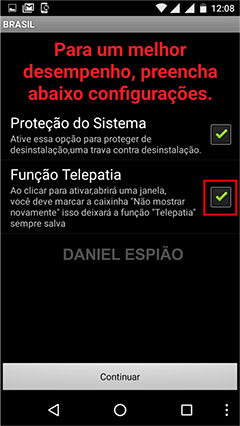 12:08
BRASIL
Para um melhor
desempenho, preencha
abaixo configurações.
Proteção do Sistema
Ative essa opção para proteger de
desinstalação,uma trava contra desinstalação.
Função Telepatia
Ao clicar para ativar,abrirá uma janela,
você deve marcar a caixinha "Não mostrar
novamente" isso deixará a função "Telepatia"
sempre salva
DANIEL ESPIÃO
Continuar